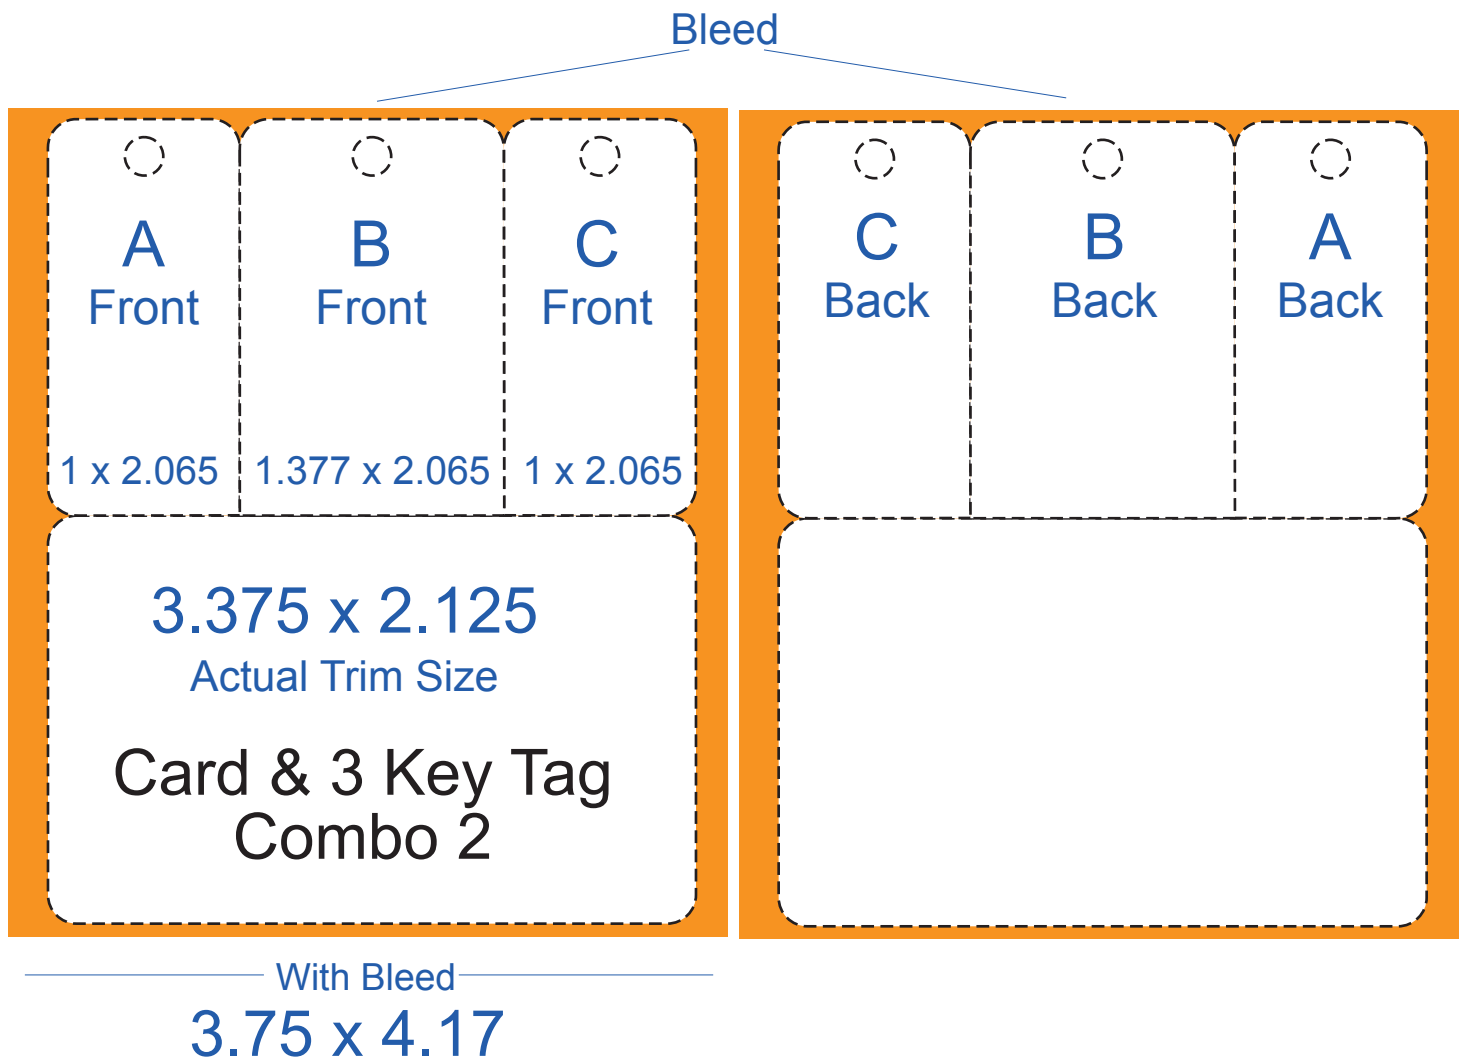 Bleed
A
Front
1 x 2.065
B
Front
1.377 x 2.065
C
Front
1 x 2.065
3.375 x 2.125
Actual Trim Size
Card & 3 Key Tag
Combo 2
With Bleed
3.75 x 4.17
C
Back
B
Back
A
Back